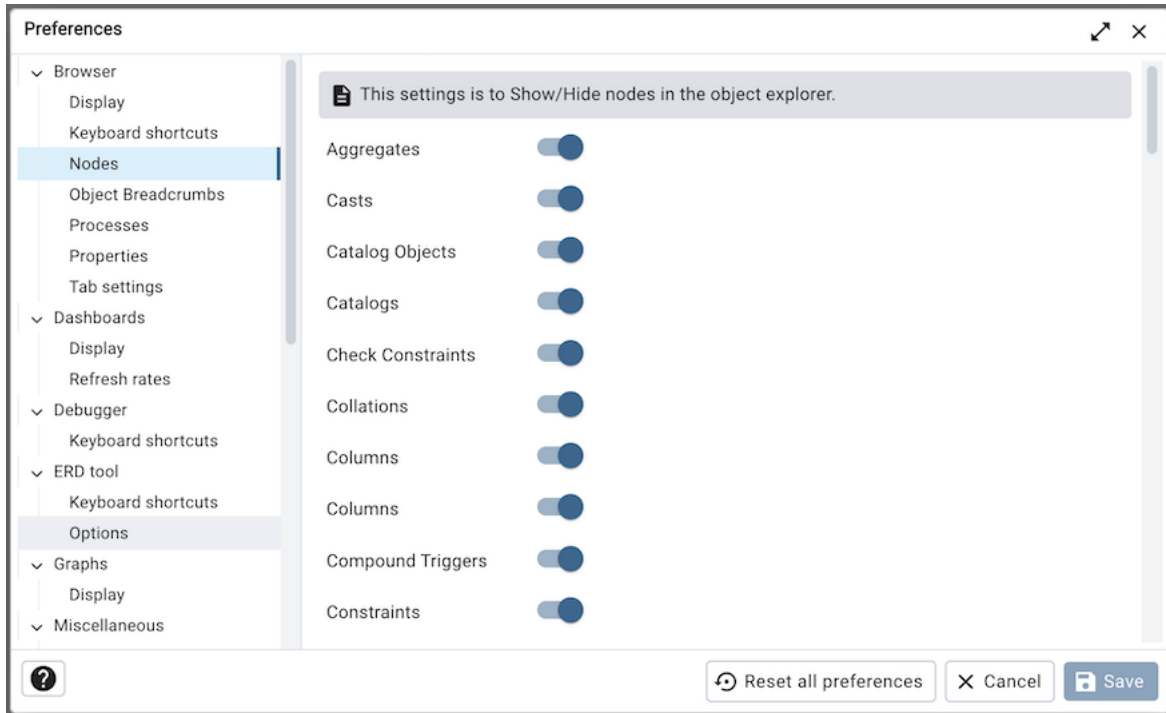 Preferences
Browser
Display
Keyboard shortcuts
Nodes
Object Breadcrumbs
Processes
Properties
Tab settings
Dashboards
Display
Refresh rates
Debugger
Keyboard shortcuts
ERD tool
Keyboard shortcuts
Options
Graphs
Display
Miscellaneous
This settings is to Show/Hide nodes in the object explorer.
Aggregates
Casts
Catalog Objects
Catalogs
Check Constraints
Collations
Columns
Columns
Compound Triggers
Constraints
?
Reset all preferences
Cancel
Save